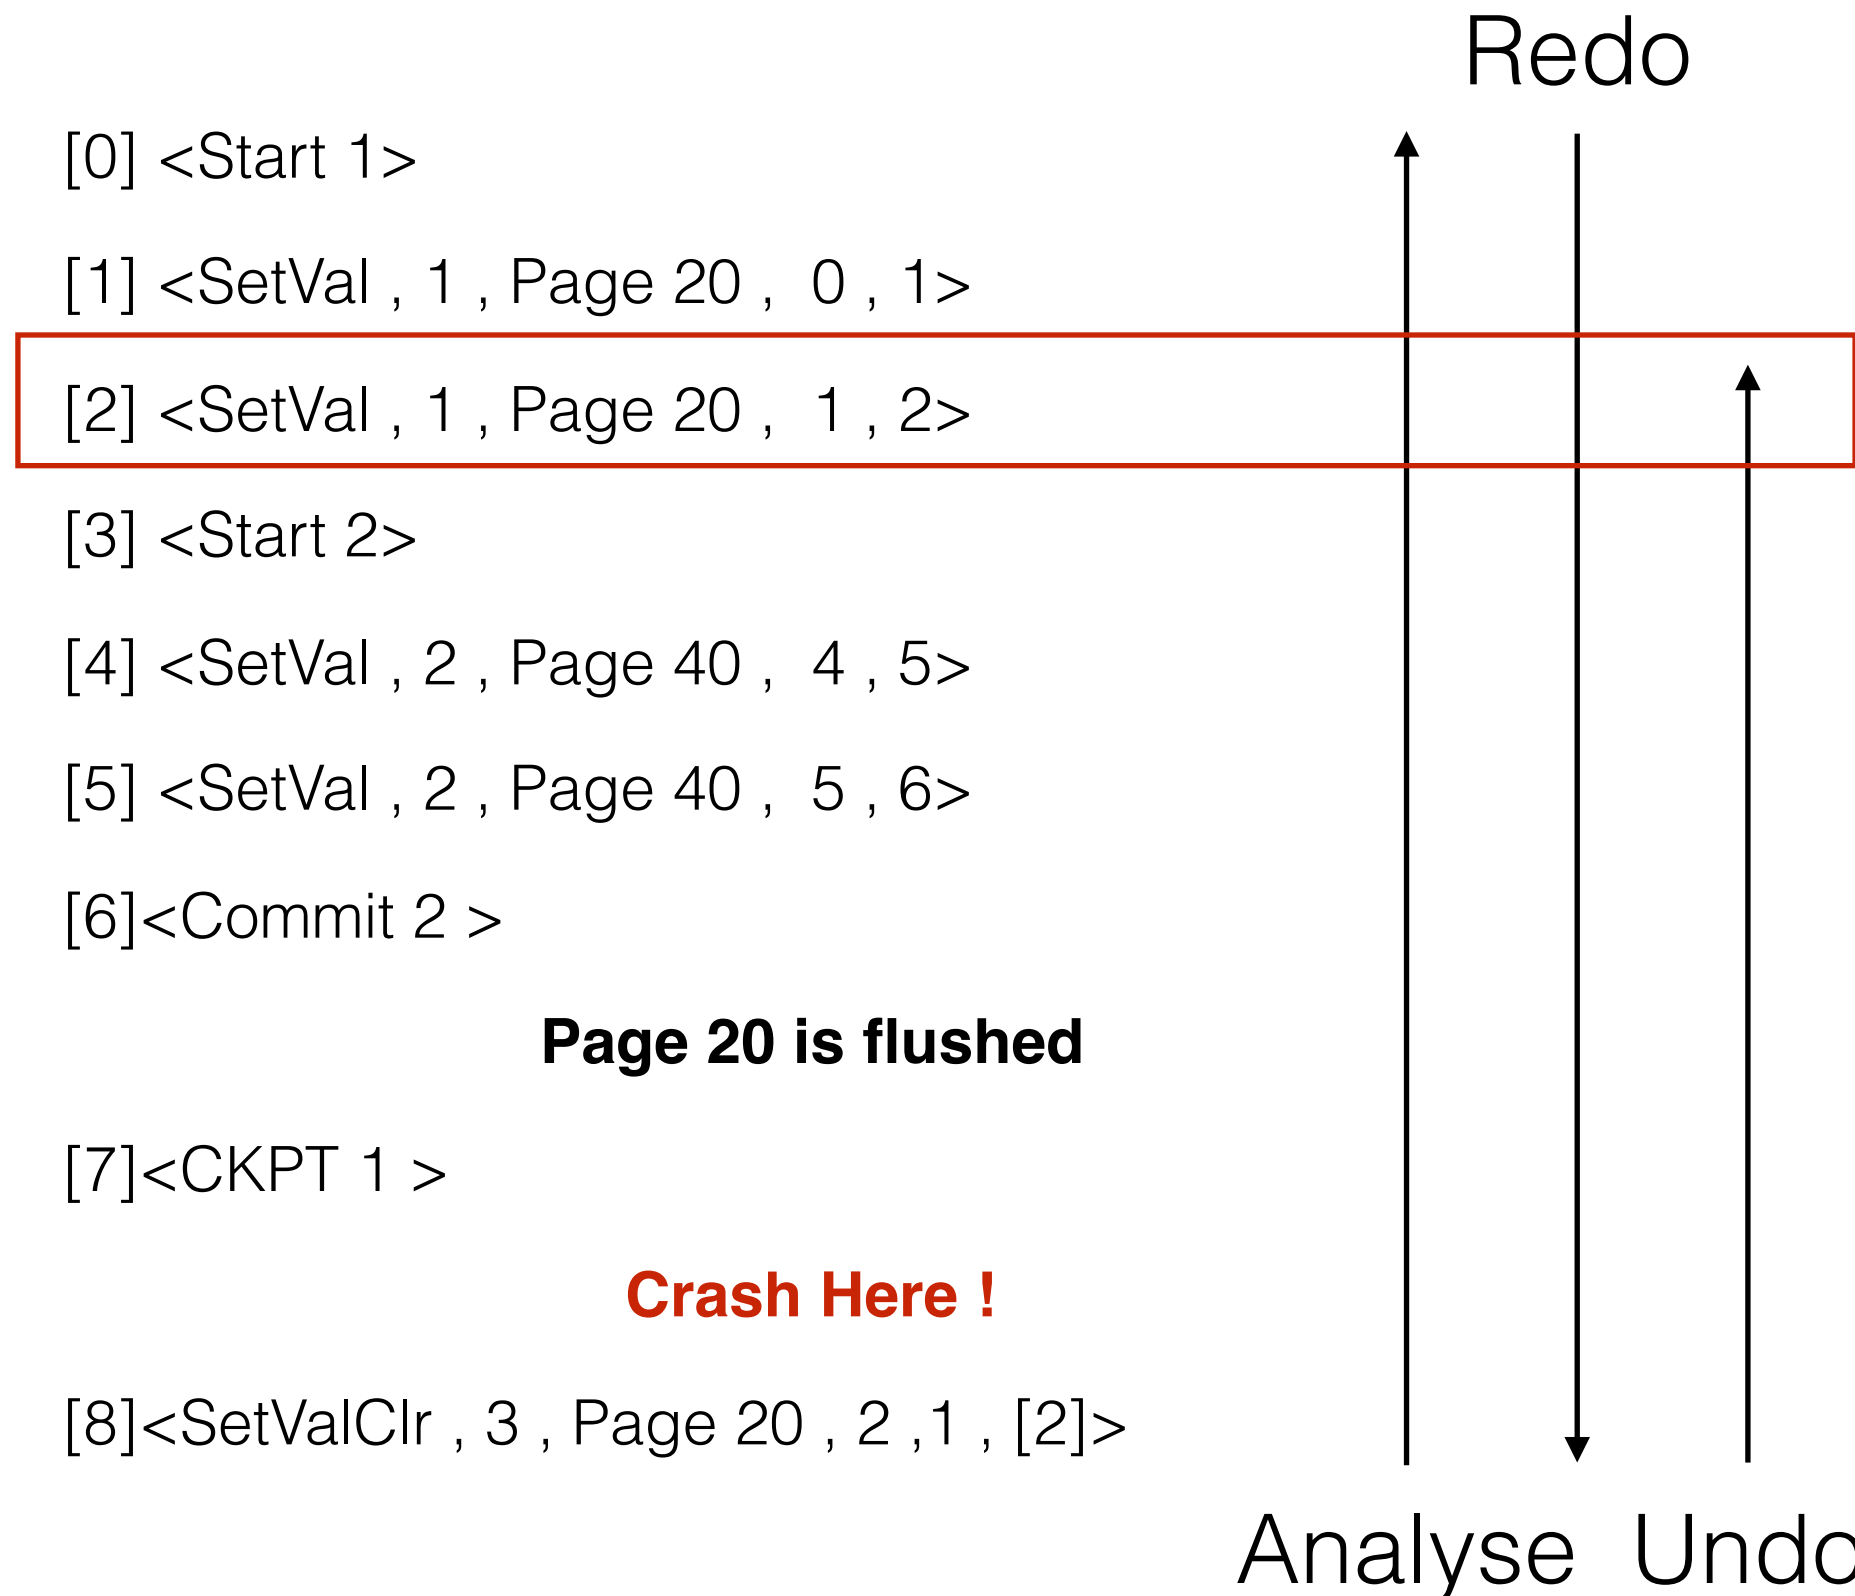 Redo
[0] <Start 1>
[1] <SetVal , 1 , Page 20 , 0 , 1>
[2] <SetVal , 1 , Page 20 , 1 , 2>
[3] <Start 2>
[4] <SetVal , 2 , Page 40 , 4 , 5>
[5] <SetVal , 2 , Page 40 , 5 , 6>
[6]<Commit 2 >
Page 20 is flushed
[7]<CKPT 1 >
Crash Here !
[8]<SetValClr , 3 , Page 20 , 2 ,1 , [2]>
Analyse Undo